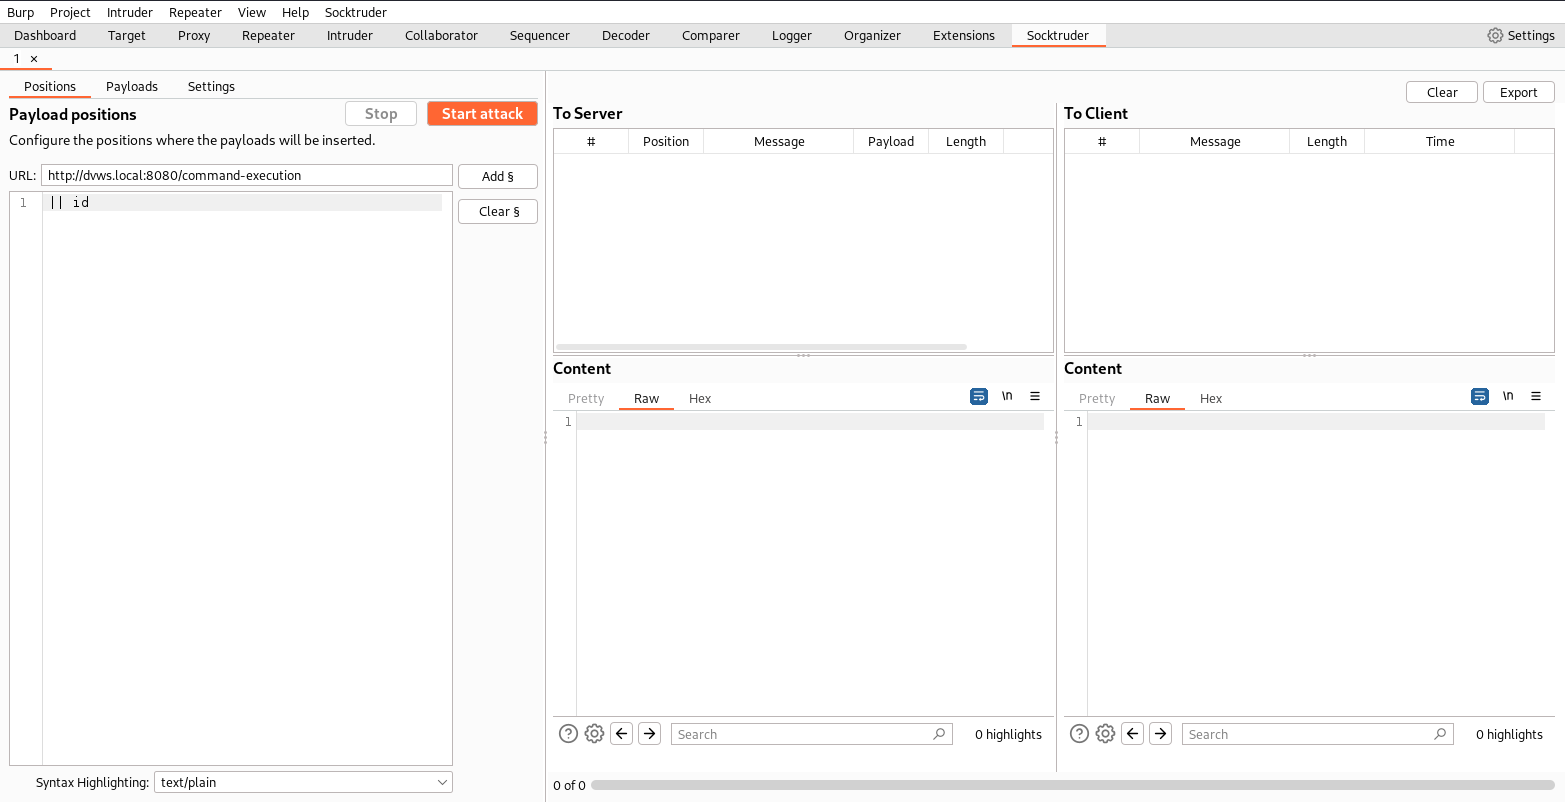 Burp Project Intruder Repeater View Help Socktruder
Dashboard Target Proxy Repeater Intruder Collaborator Sequencer Decoder Comparer Logger Organizer Extensions Socktruder Settings
1 ×
Positions Payloads Settings
Payload positions Stop Start attack
Configure the positions where the payloads will be inserted.
URL: http://dvws.local:8080/command-execution Add §
1 || id
Clear §
Syntax Highlighting: text/plain
Clear Export
To Server
# Position Message Payload Length
Content
Pretty Raw Hex \n
1
Search 0 highlights
To Client
# Message Length Time
Content
Pretty Raw Hex \n
1
Search 0 highlights
0 of 0